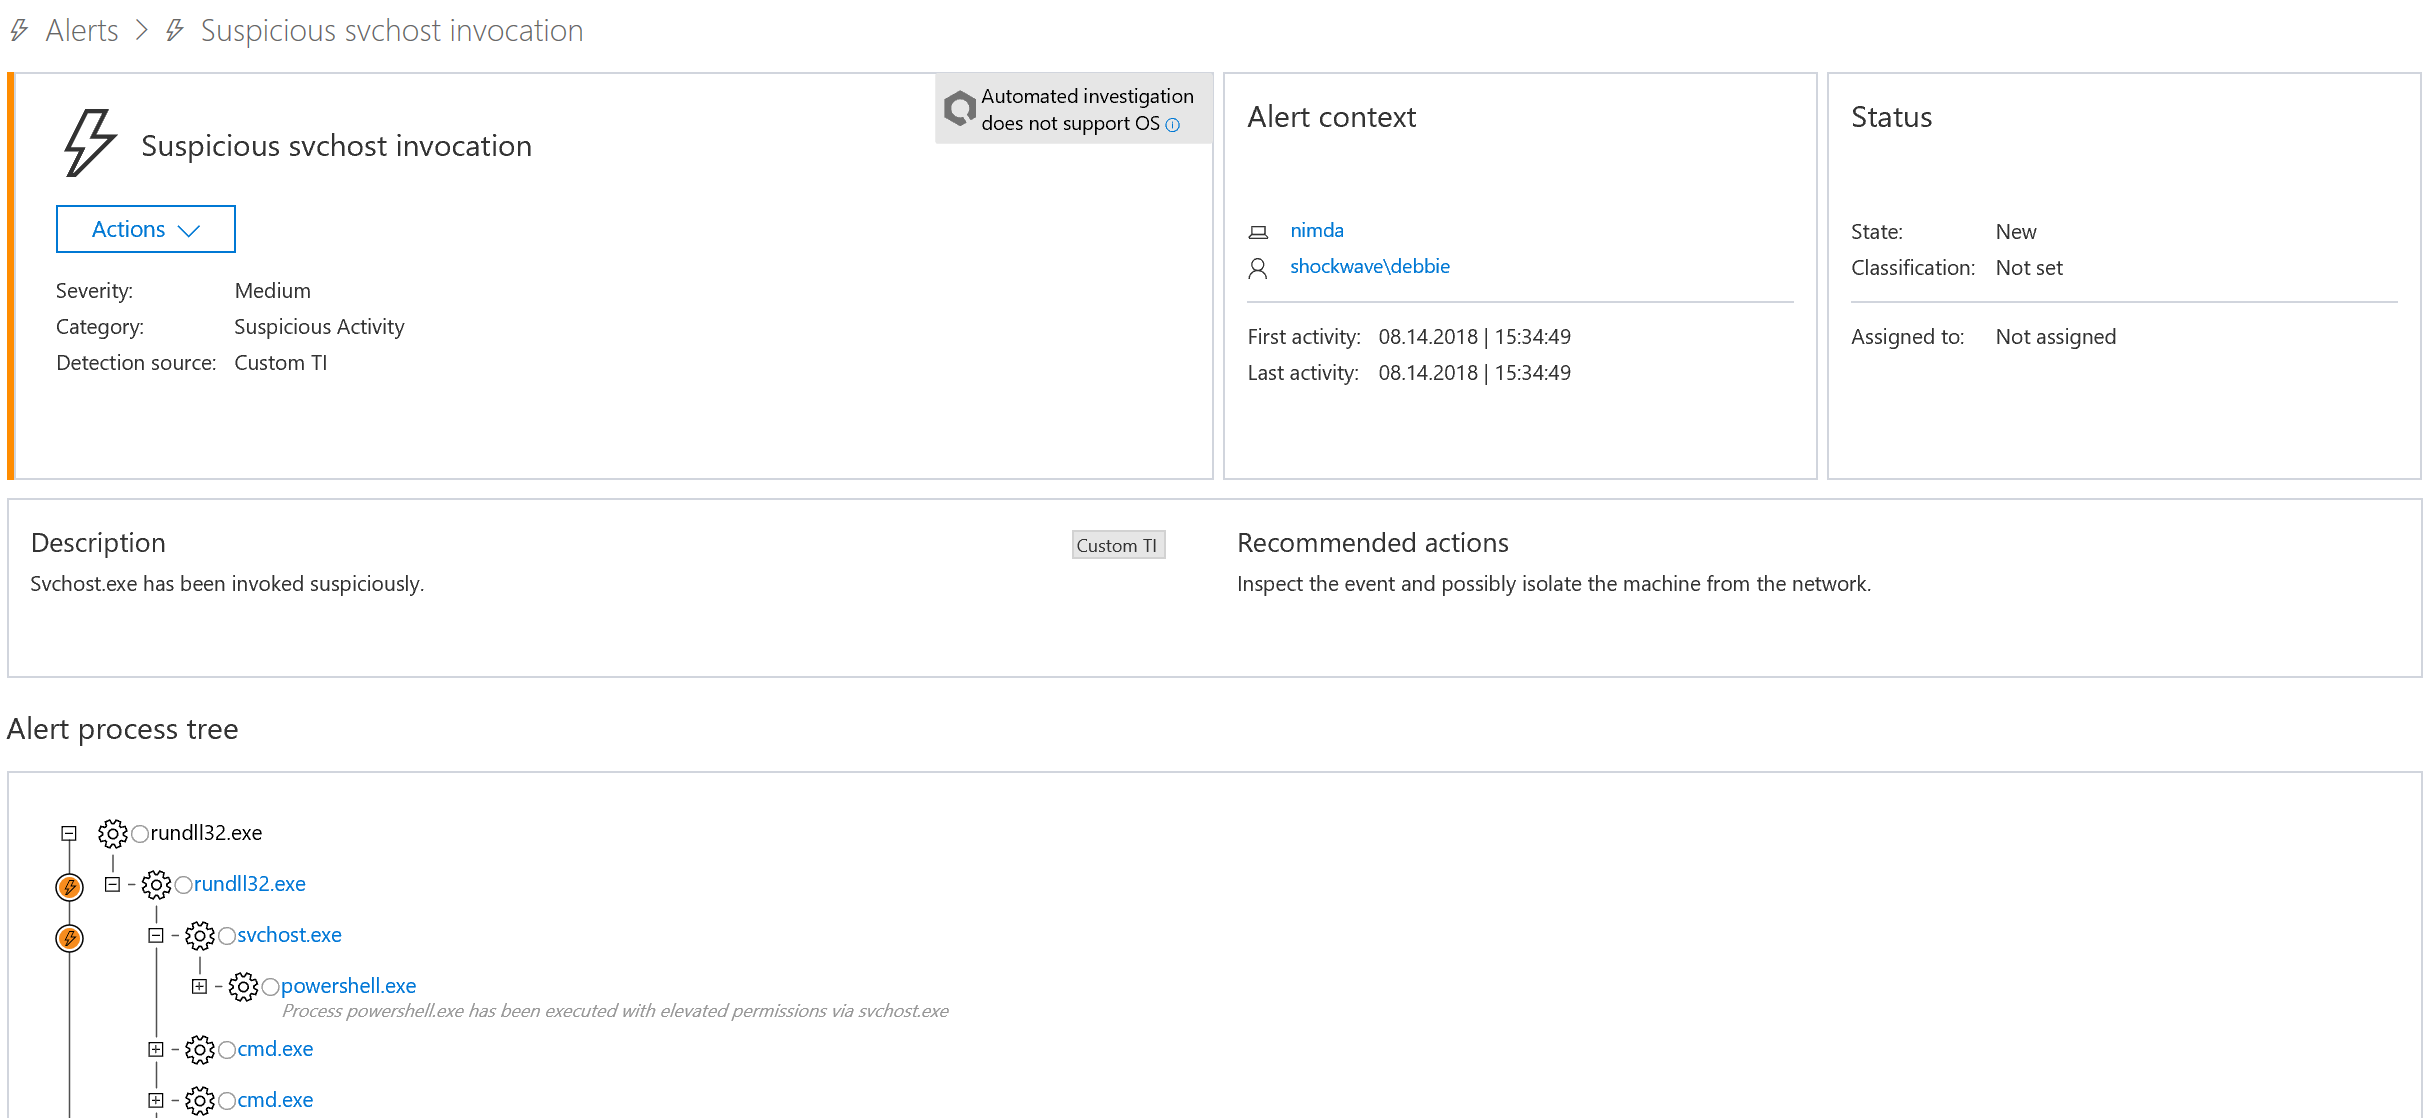 Alerts > Suspicious svchost invocation
Suspicious svchost invocation
Automated investigation
does not support OS
Actions
Severity: Medium
Category: Suspicious Activity
Detection source: Custom TI
Alert context
nimda
shockwave\debbie
First activity: 08.14.2018 | 15:34:49
Last activity: 08.14.2018 | 15:34:49
Status
State: New
Classification: Not set
Assigned to: Not assigned
Description
Custom TI
Svchost.exe has been invoked suspiciously.
Recommended actions
Inspect the event and possibly isolate the machine from the network.
Alert process tree
rundll32.exe
rundll32.exe
svchost.exe
powershell.exe
Process powershell.exe has been executed with elevated permissions via svchost.exe
cmd.exe
cmd.exe